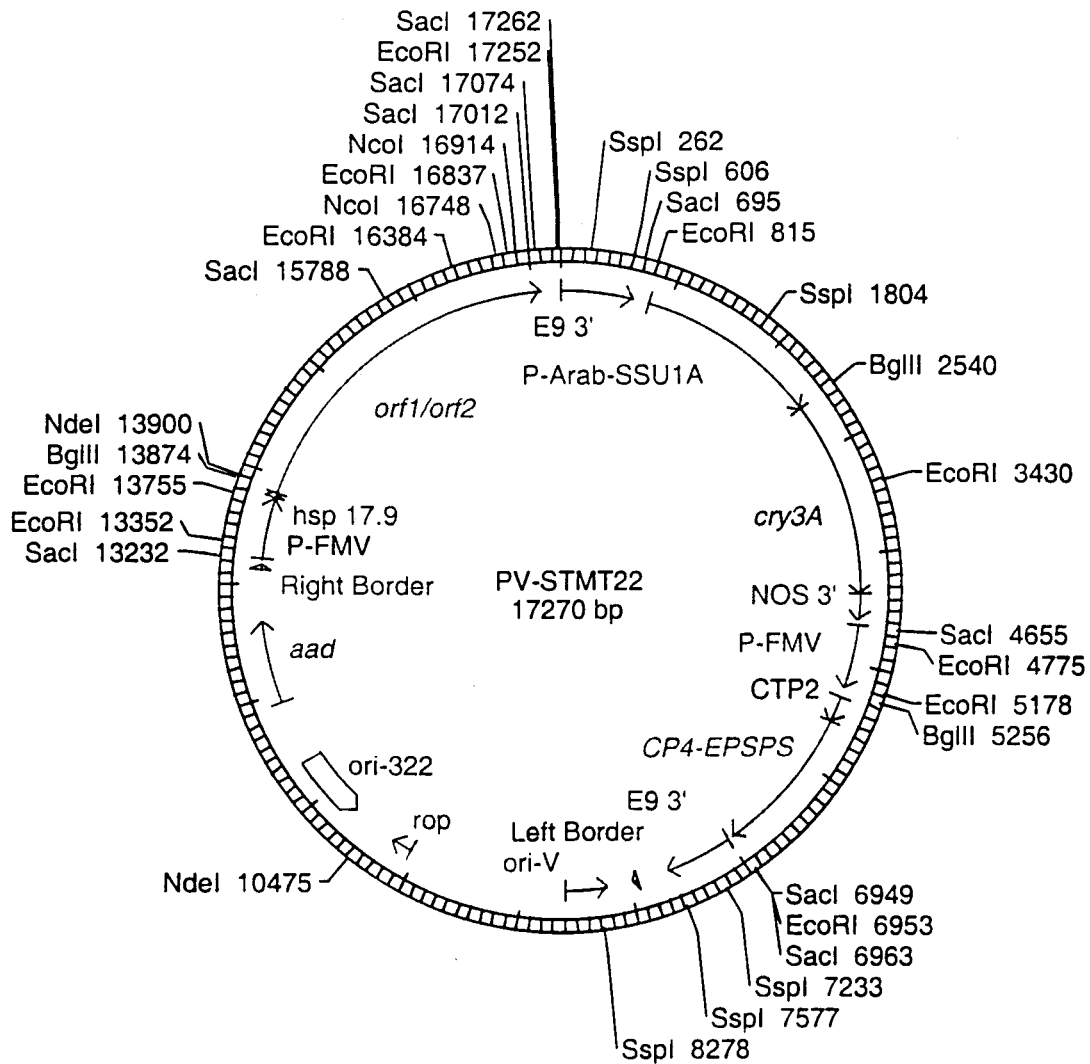 SacI 17262
EcoRI 17252
SacI 17074
SacI 17012
NcoI 16914
EcoRI 16837
NcoI 16748
EcoRI 16384
SacI 15788
SspI 262
SspI 606
SacI 695
EcoRI 815
SspI 1804
BglII 2540
EcoRI 3430
E9 3'
P-Arab-SSU1A
orf1/orf2
NdeI 13900
BglII 13874
EcoRI 13755
EcoRI 13352
SacI 13232
hsp 17.9
P-FMV
Right Border
aad
cry3A
PV-STMT22
17270 bp
NOS 3'
P-FMV
CTP2
CP4-EPSPS
SacI 4655
EcoRI 4775
EcoRI 5178
BglII 5256
ori-322
rop
E9 3'
Left Border
ori-V
NdeI 10475
SacI 6949
EcoRI 6953
SacI 6963
SspI 7233
SspI 7577
SspI 8278